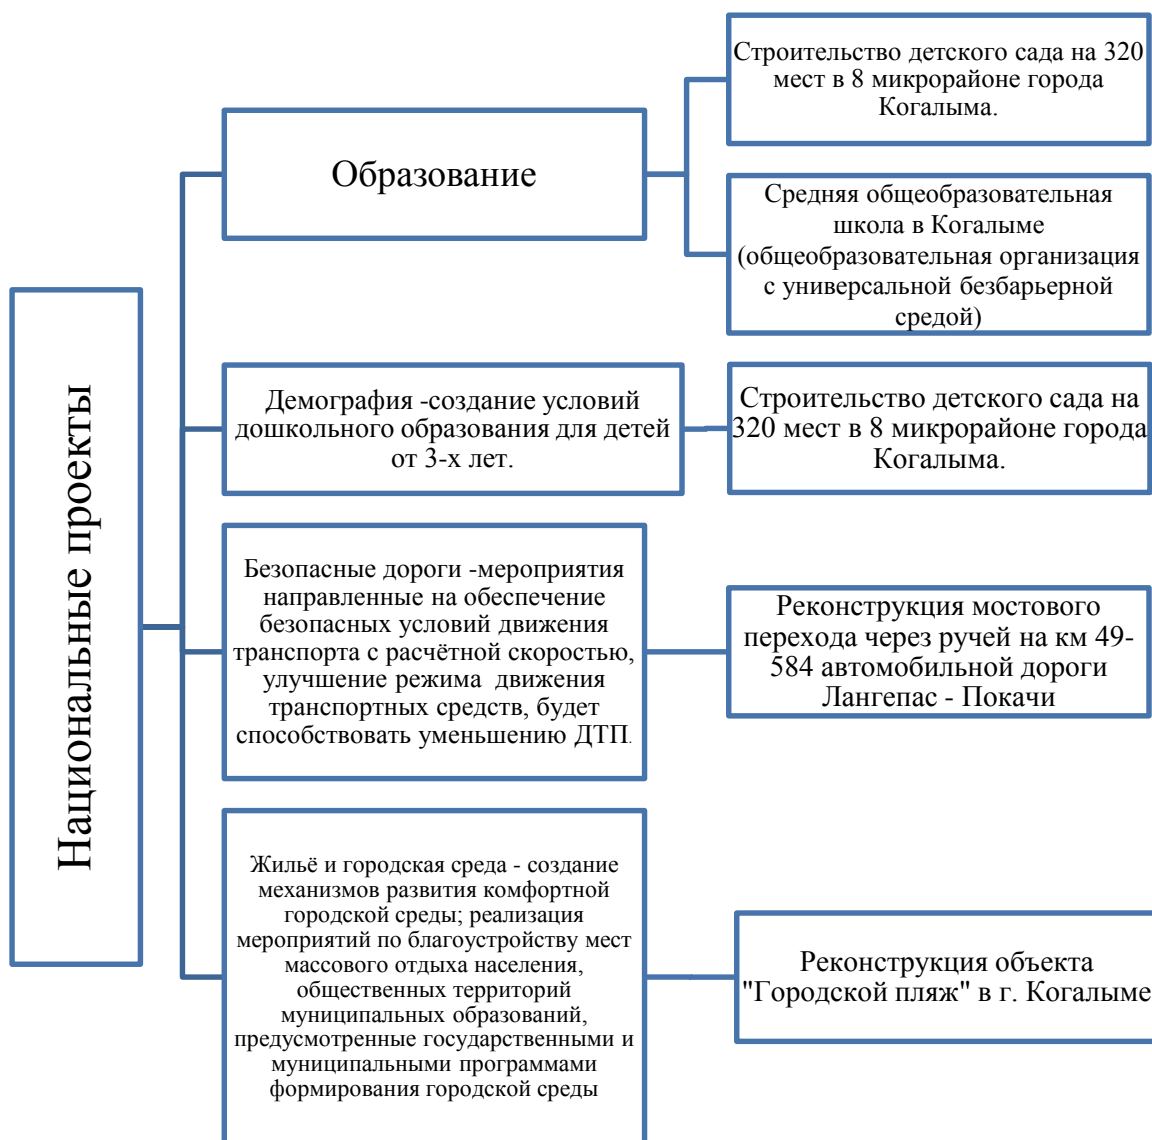 Национальные проекты
Образование
Строительство детского сада на 320
мест в 8 микрорайоне города
Когалыма.
Средняя общеобразовательная
школа в Когалыме
(общеобразовательная организация
с универсальной безбарьерной
средой)
Демография -создание условий
дошкольного образования для детей
от 3-х лет.
Строительство детского сада на
320 мест в 8 микрорайоне города
Когалыма.
Безопасные дороги -мероприятия
направленные на обеспечение
безопасных условий движения
транспорта с расчётной скоростью,
улучшение режима  движения
транспортных средств, будет
способствовать уменьшению ДТП.
Реконструкция мостового
перехода через ручей на км 49-
584 автомобильной дороги
Лангепас - Покачи
Жильё и городская среда - создание
механизмов развития комфортной
городской среды; реализация
мероприятий по благоустройству мест
массового отдыха населения,
общественных территорий
муниципальных образований,
предусмотренные государственными и
муниципальными программами
формирования городской среды
Реконструкция объекта
"Городской пляж" в г. Когалыме